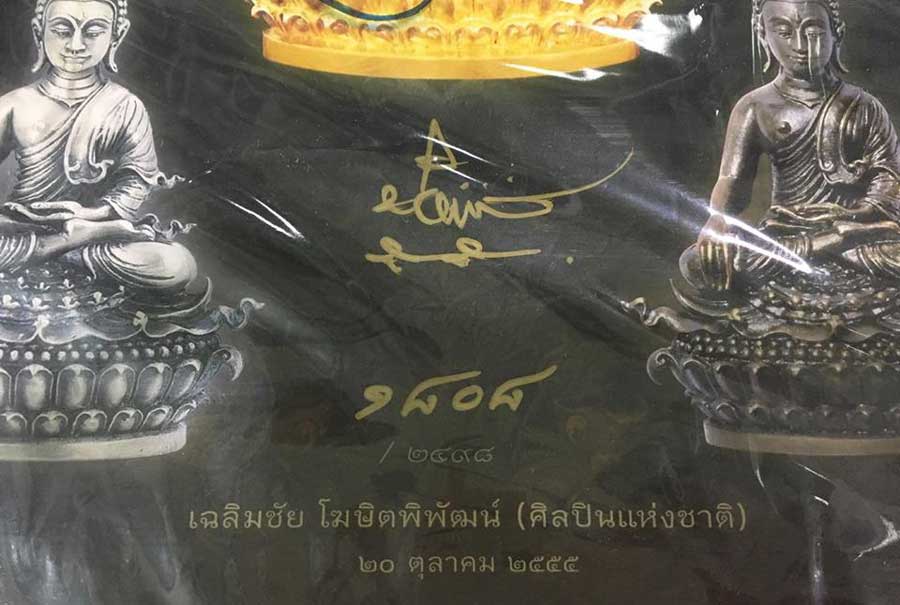 ๑๘๐๘
/ ๒๔๙๘
เฉลิมชัย โฆษิตพิพัฒน์ (ศิลปินแห่งชาติ)
๒๐ ตุลาคม ๒๕๕๕